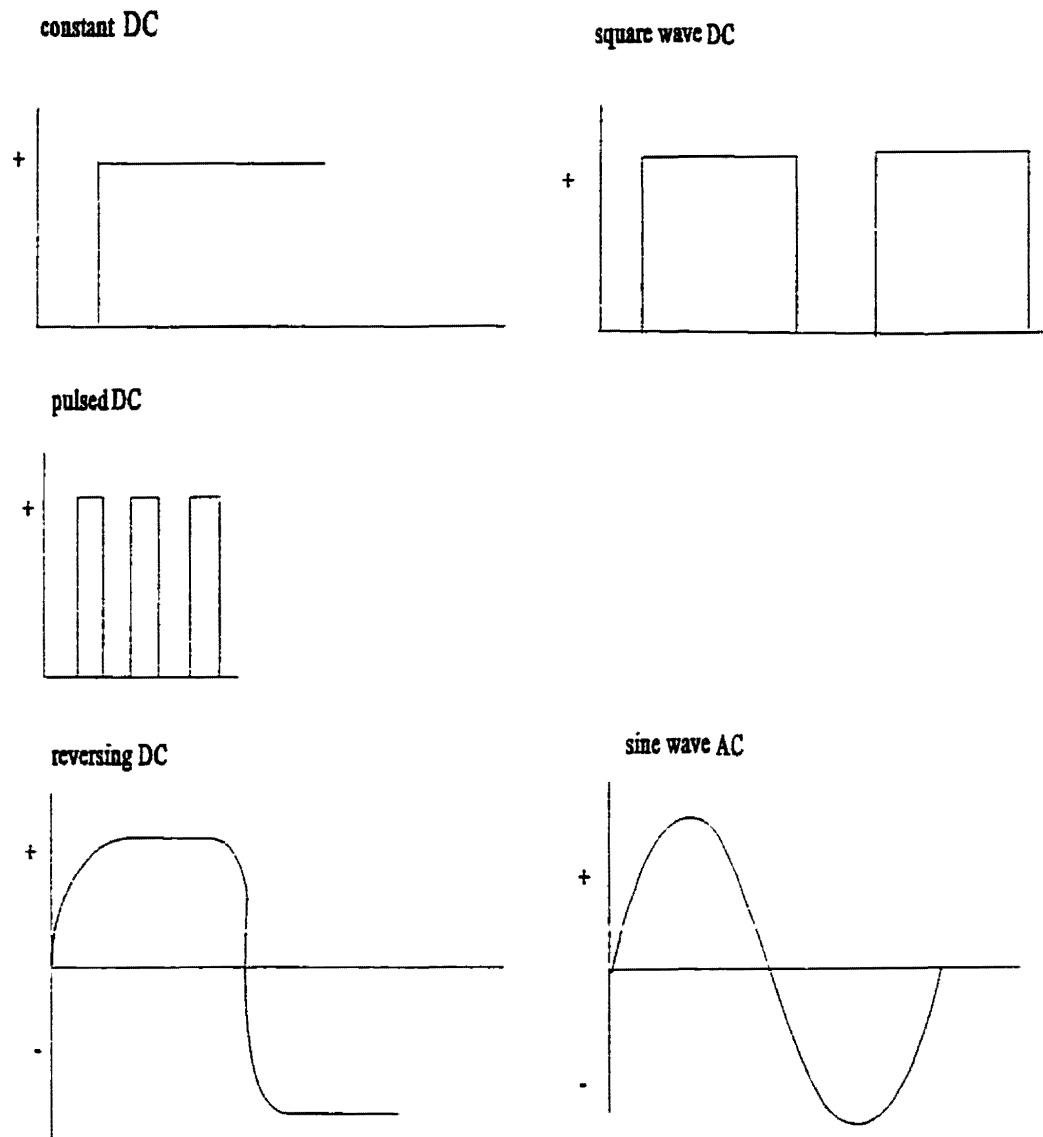 constant DC
square wave DC
+
+
pulsed DC
+
reversing DC
sine wave AC
+
+
-
-